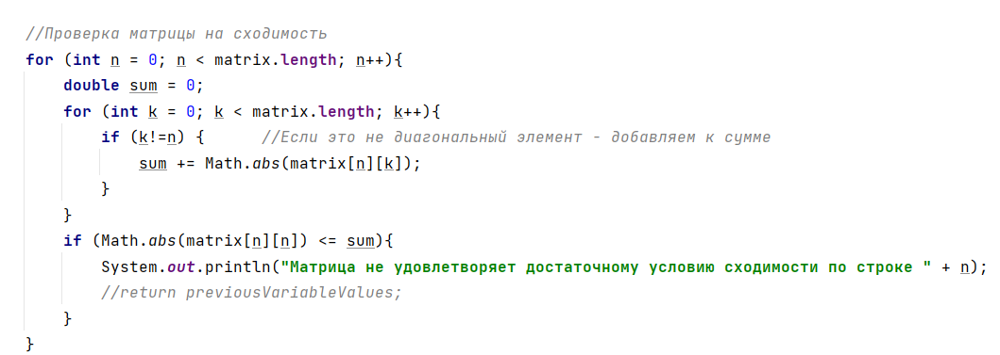 //Проверка матрицы на сходимость
for (int n = 0; n < matrix.length; n++){
double sum = 0;
for (int k = 0; k < matrix.length; k++){
if (k!=n) { //Если это не диагональный элемент - добавляем к сумме
sum += Math.abs(matrix[n][k]);
}
}
if (Math.abs(matrix[n][n]) <= sum){
System.out.println("Матрица не удовлетворяет достаточному условию сходимости по строке " + n);
//return previousVariableValues;
}
}